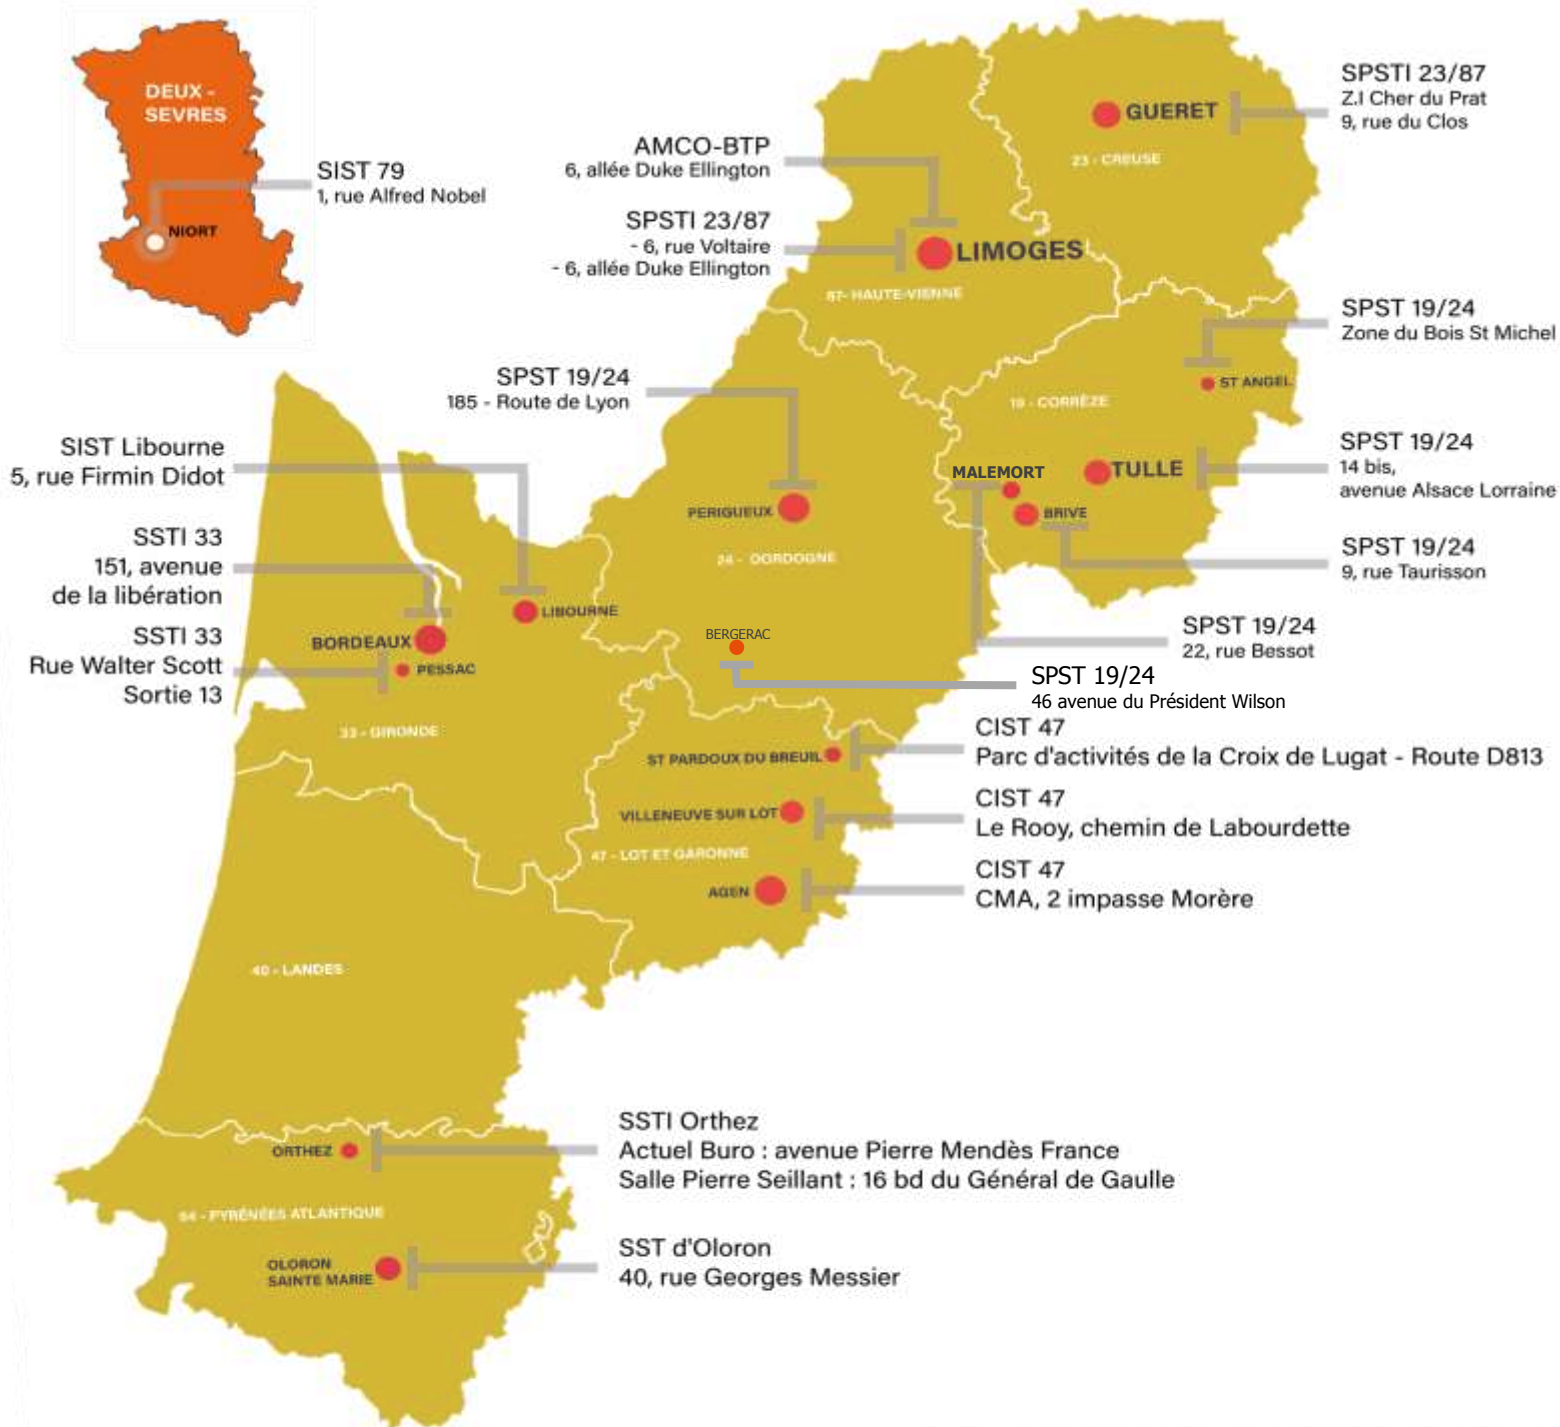 DEUX -
SEVRES
NIORT
SIST 79
1, rue Alfred Nobel
AMCO-BTP
6, allée Duke Ellington
SPSTI 23/87
- 6, rue Voltaire
- 6, allée Duke Ellington
LIMOGES
87- HAUTE-VIENNE
GUERET
23 - CREUSE
SPSTI 23/87
Z.I Cher du Prat
9, rue du Clos
SPST 19/24
Zone du Bois St Michel
ST ANGEL
19 - CORRÈZE
SPST 19/24
14 bis,
avenue Alsace Lorraine
TULLE
MALEMORT
BRIVE
SPST 19/24
9, rue Taurisson
SPST 19/24
22, rue Bessot
SPST 19/24
185 - Route de Lyon
PERIGUEUX
24 - DORDOGNE
BERGERAC
SPST 19/24
46 avenue du Président Wilson
SIST Libourne
5, rue Firmin Didot
LIBOURNE
SSTI 33
151, avenue
de la libération
BORDEAUX
SSTI 33
Rue Walter Scott
Sortie 13
PESSAC
33 - GIRONDE
ST PARDOUX DU BREUIL
CIST 47
Parc d'activités de la Croix de Lugat - Route D813
VILLENEUVE SUR LOT
CIST 47
Le Rooy, chemin de Labourdette
47 - LOT ET GARONNE
AGEN
CIST 47
CMA, 2 impasse Morère
40 - LANDES
ORTHEZ
SSTI Orthez
Actuel Buro : avenue Pierre Mendès France
Salle Pierre Seillant : 16 bd du Général de Gaulle
64 - PYRÉNÉES ATLANTIQUE
OLORON
SAINTE MARIE
SST d'Oloron
40, rue Georges Messier